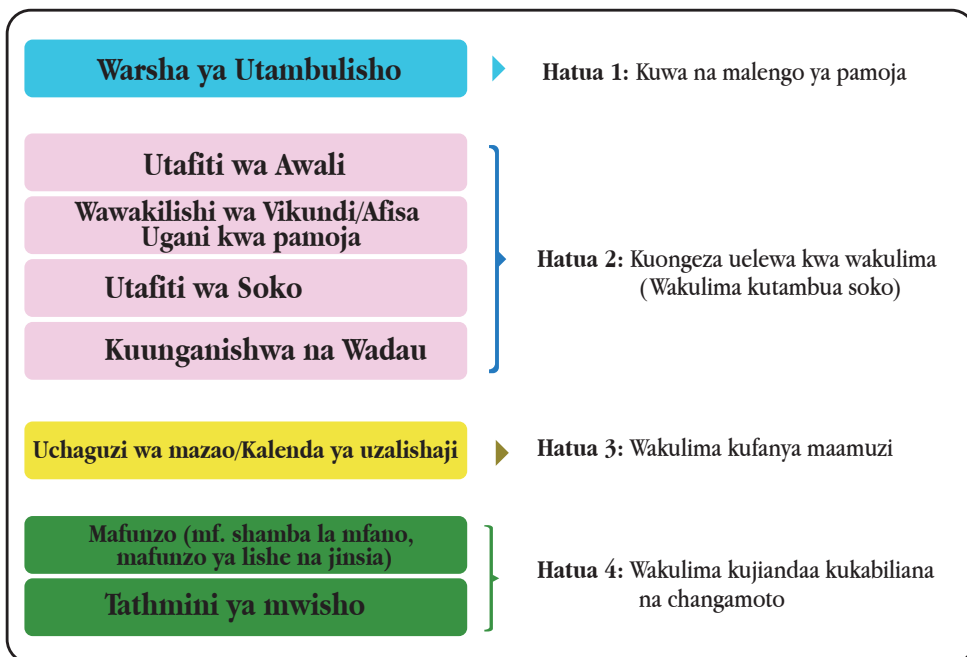 Warsha ya Utambulisho
Hatua 1: Kuwa na malengo ya pamoja
Utafiti wa Awali
Wawakilishi wa Vikundi/Afisa
Ugani kwa pamoja
Utafiti wa Soko
Kuunganishwa na Wadau
Hatua 2: Kuongeza uelewa kwa wakulima
(Wakulima kutambua soko)
Uchaguzi wa mazao/Kalenda ya uzalishaji
Hatua 3: Wakulima kufanya maamuzi
Mafunzo (mf. shamba la mfano,
mafunzo ya lishe na jinsia)
Tathmini ya mwisho
Hatua 4: Wakulima kujiandaa kukabiliana
na changamoto